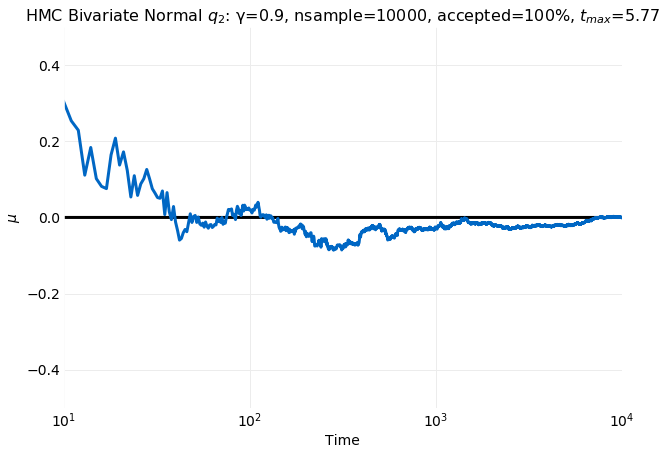 HMC Bivariate Normal q₂: γ=0.9, nsample=10000, accepted=100%, tₘₐₓ=5.77
0.4
0.2
0.0
−0.2
−0.4
μ
10¹ 10² 10³ 10⁴
Time